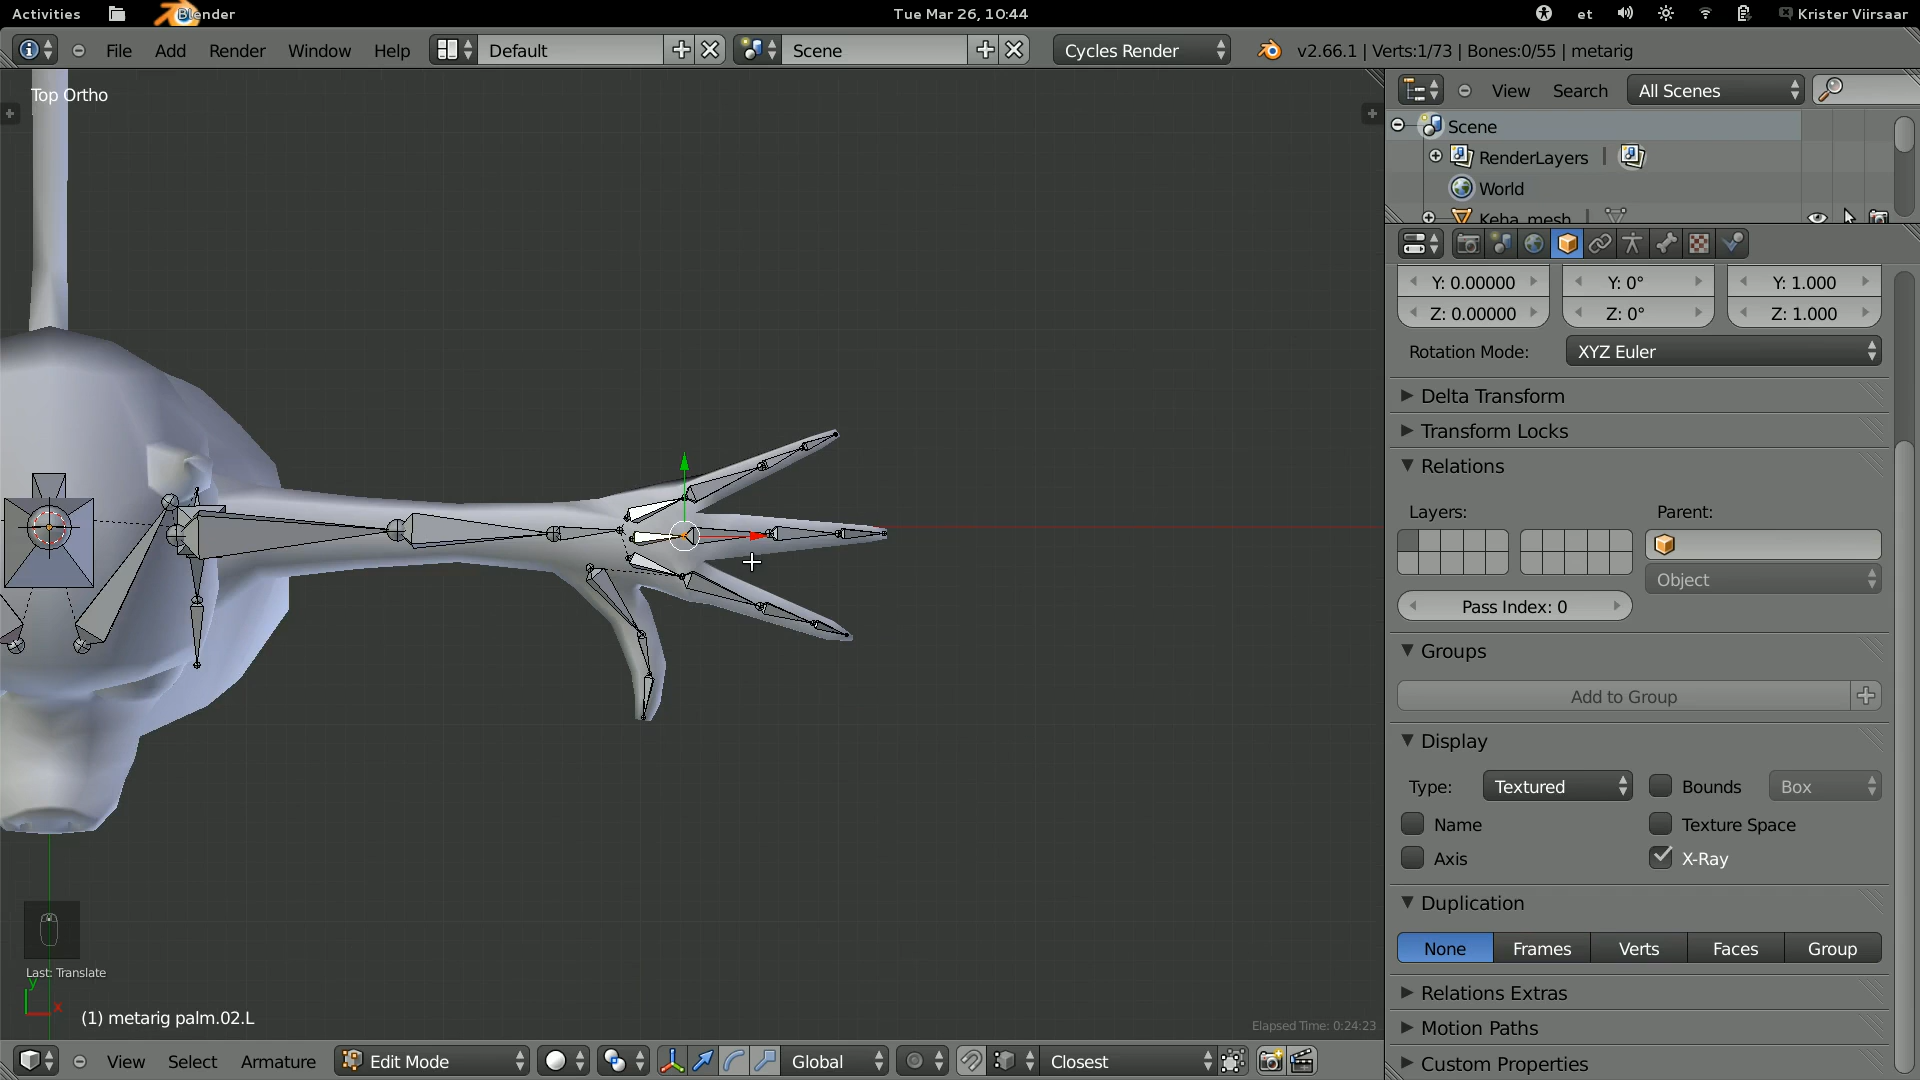 Activities Blender Tue Mar 26, 10:44 et Krister Viirsaar
File Add Render Window Help Default Scene Cycles Render v2.66.1 | Verts:1/73 | Bones:0/55 | metarig
Top Ortho
View Search All Scenes
Scene
RenderLayers
World
Keha_mesh
Y: 0.00000 Y: 0° Y: 1.000
Z: 0.00000 Z: 0° Z: 1.000
Rotation Mode: XYZ Euler
Delta Transform
Transform Locks
Relations
Layers: Parent:
Object
Pass Index: 0
Groups
Add to Group
Display
Type: Textured Bounds Box
Name Texture Space
Axis X-Ray
Duplication
None Frames Verts Faces Group
Relations Extras
Motion Paths
Custom Properties
Last: Translate
y
x
(1) metarig palm.02.L
Elapsed Time: 0:24:23
View Select Armature Edit Mode Global Closest